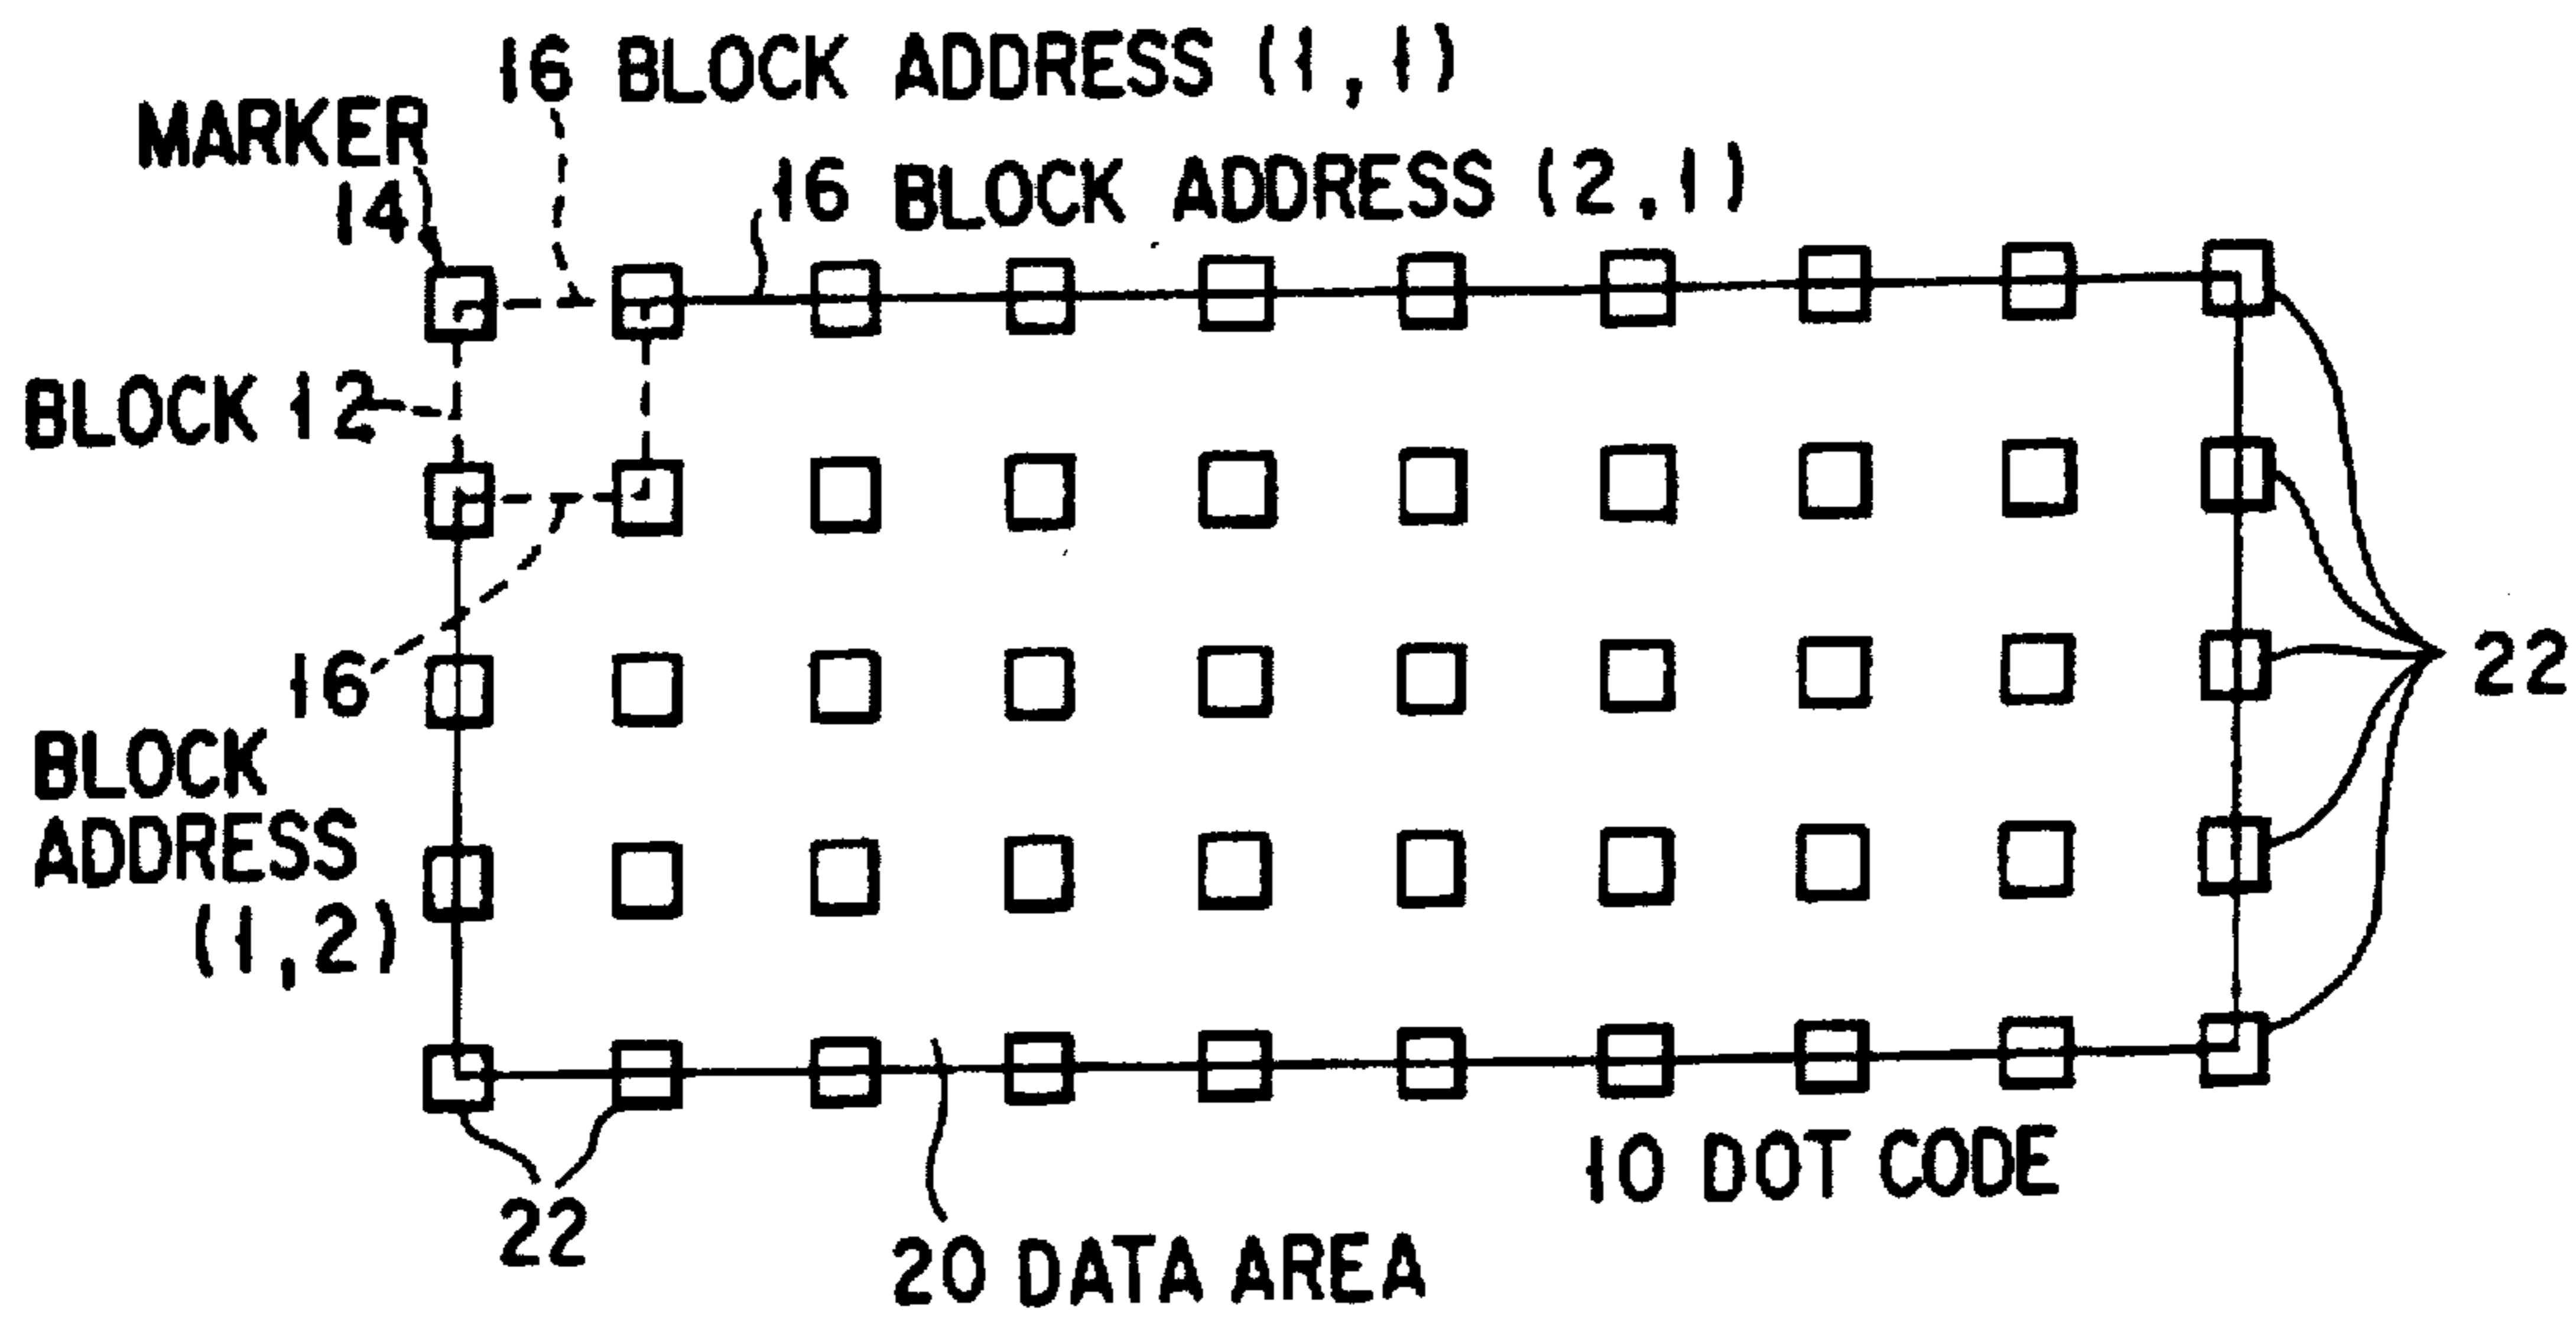 16 BLOCK ADDRESS (1,1)
MARKER
14
16 BLOCK ADDRESS (2,1)
BLOCK 12
16
BLOCK
ADDRESS
(1,2)
22
22
10 DOT CODE
20 DATA AREA